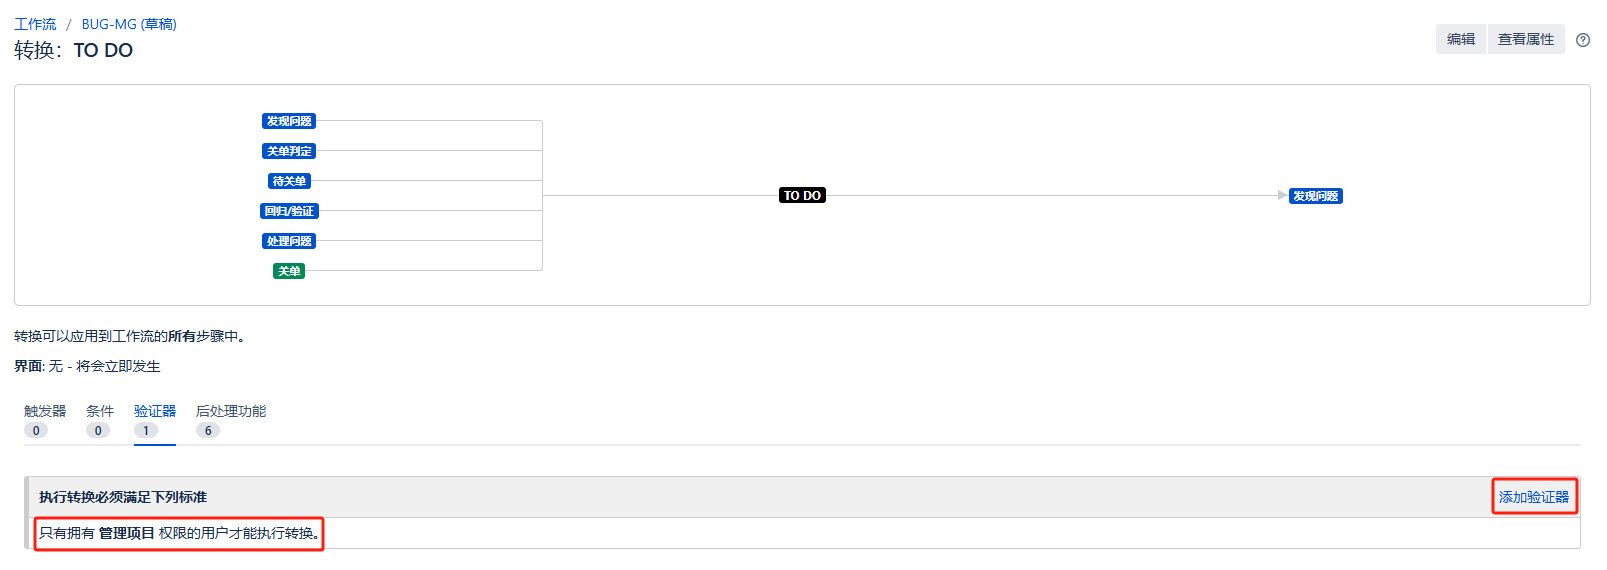 工作流 / BUG-MG (草稿)
转换：TO DO
编辑 查看属性
发现问题
关单判定
待关单
TO DO
发现问题
回归/验证
处理问题
关单
转换可以应用到工作流的所有步骤中。
界面: 无 - 将会立即发生
触发器 条件 验证器 后处理功能
0 0 1 6
执行转换必须满足下列标准 添加验证器
只有拥有 管理项目 权限的用户才能执行转换。